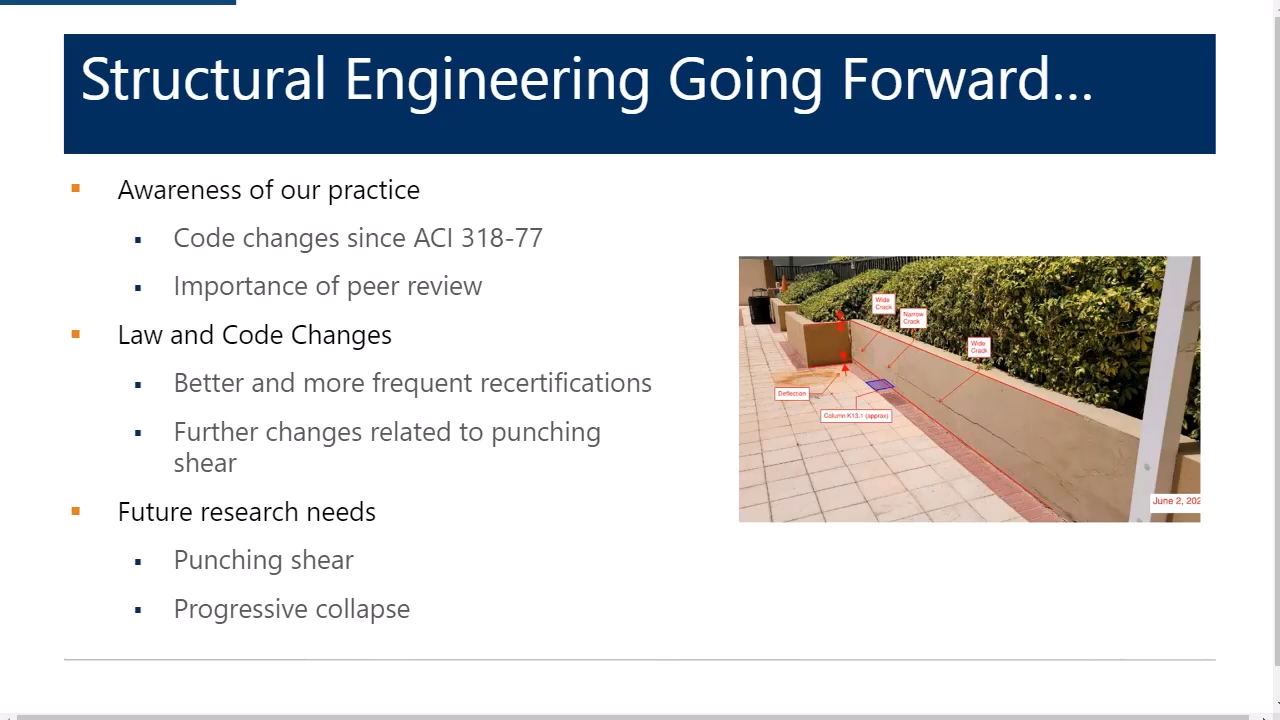 Structural Engineering Going Forward...
Awareness of our practice
Code changes since ACI 318-77
Importance of peer review
Law and Code Changes
Better and more frequent recertifications
Further changes related to punching
shear
Future research needs
Punching shear
Progressive collapse
Wide
Crack
Narrow
Crack
Wide
Crack
Deflection
Column K13.1 (approx)
June 2, 202